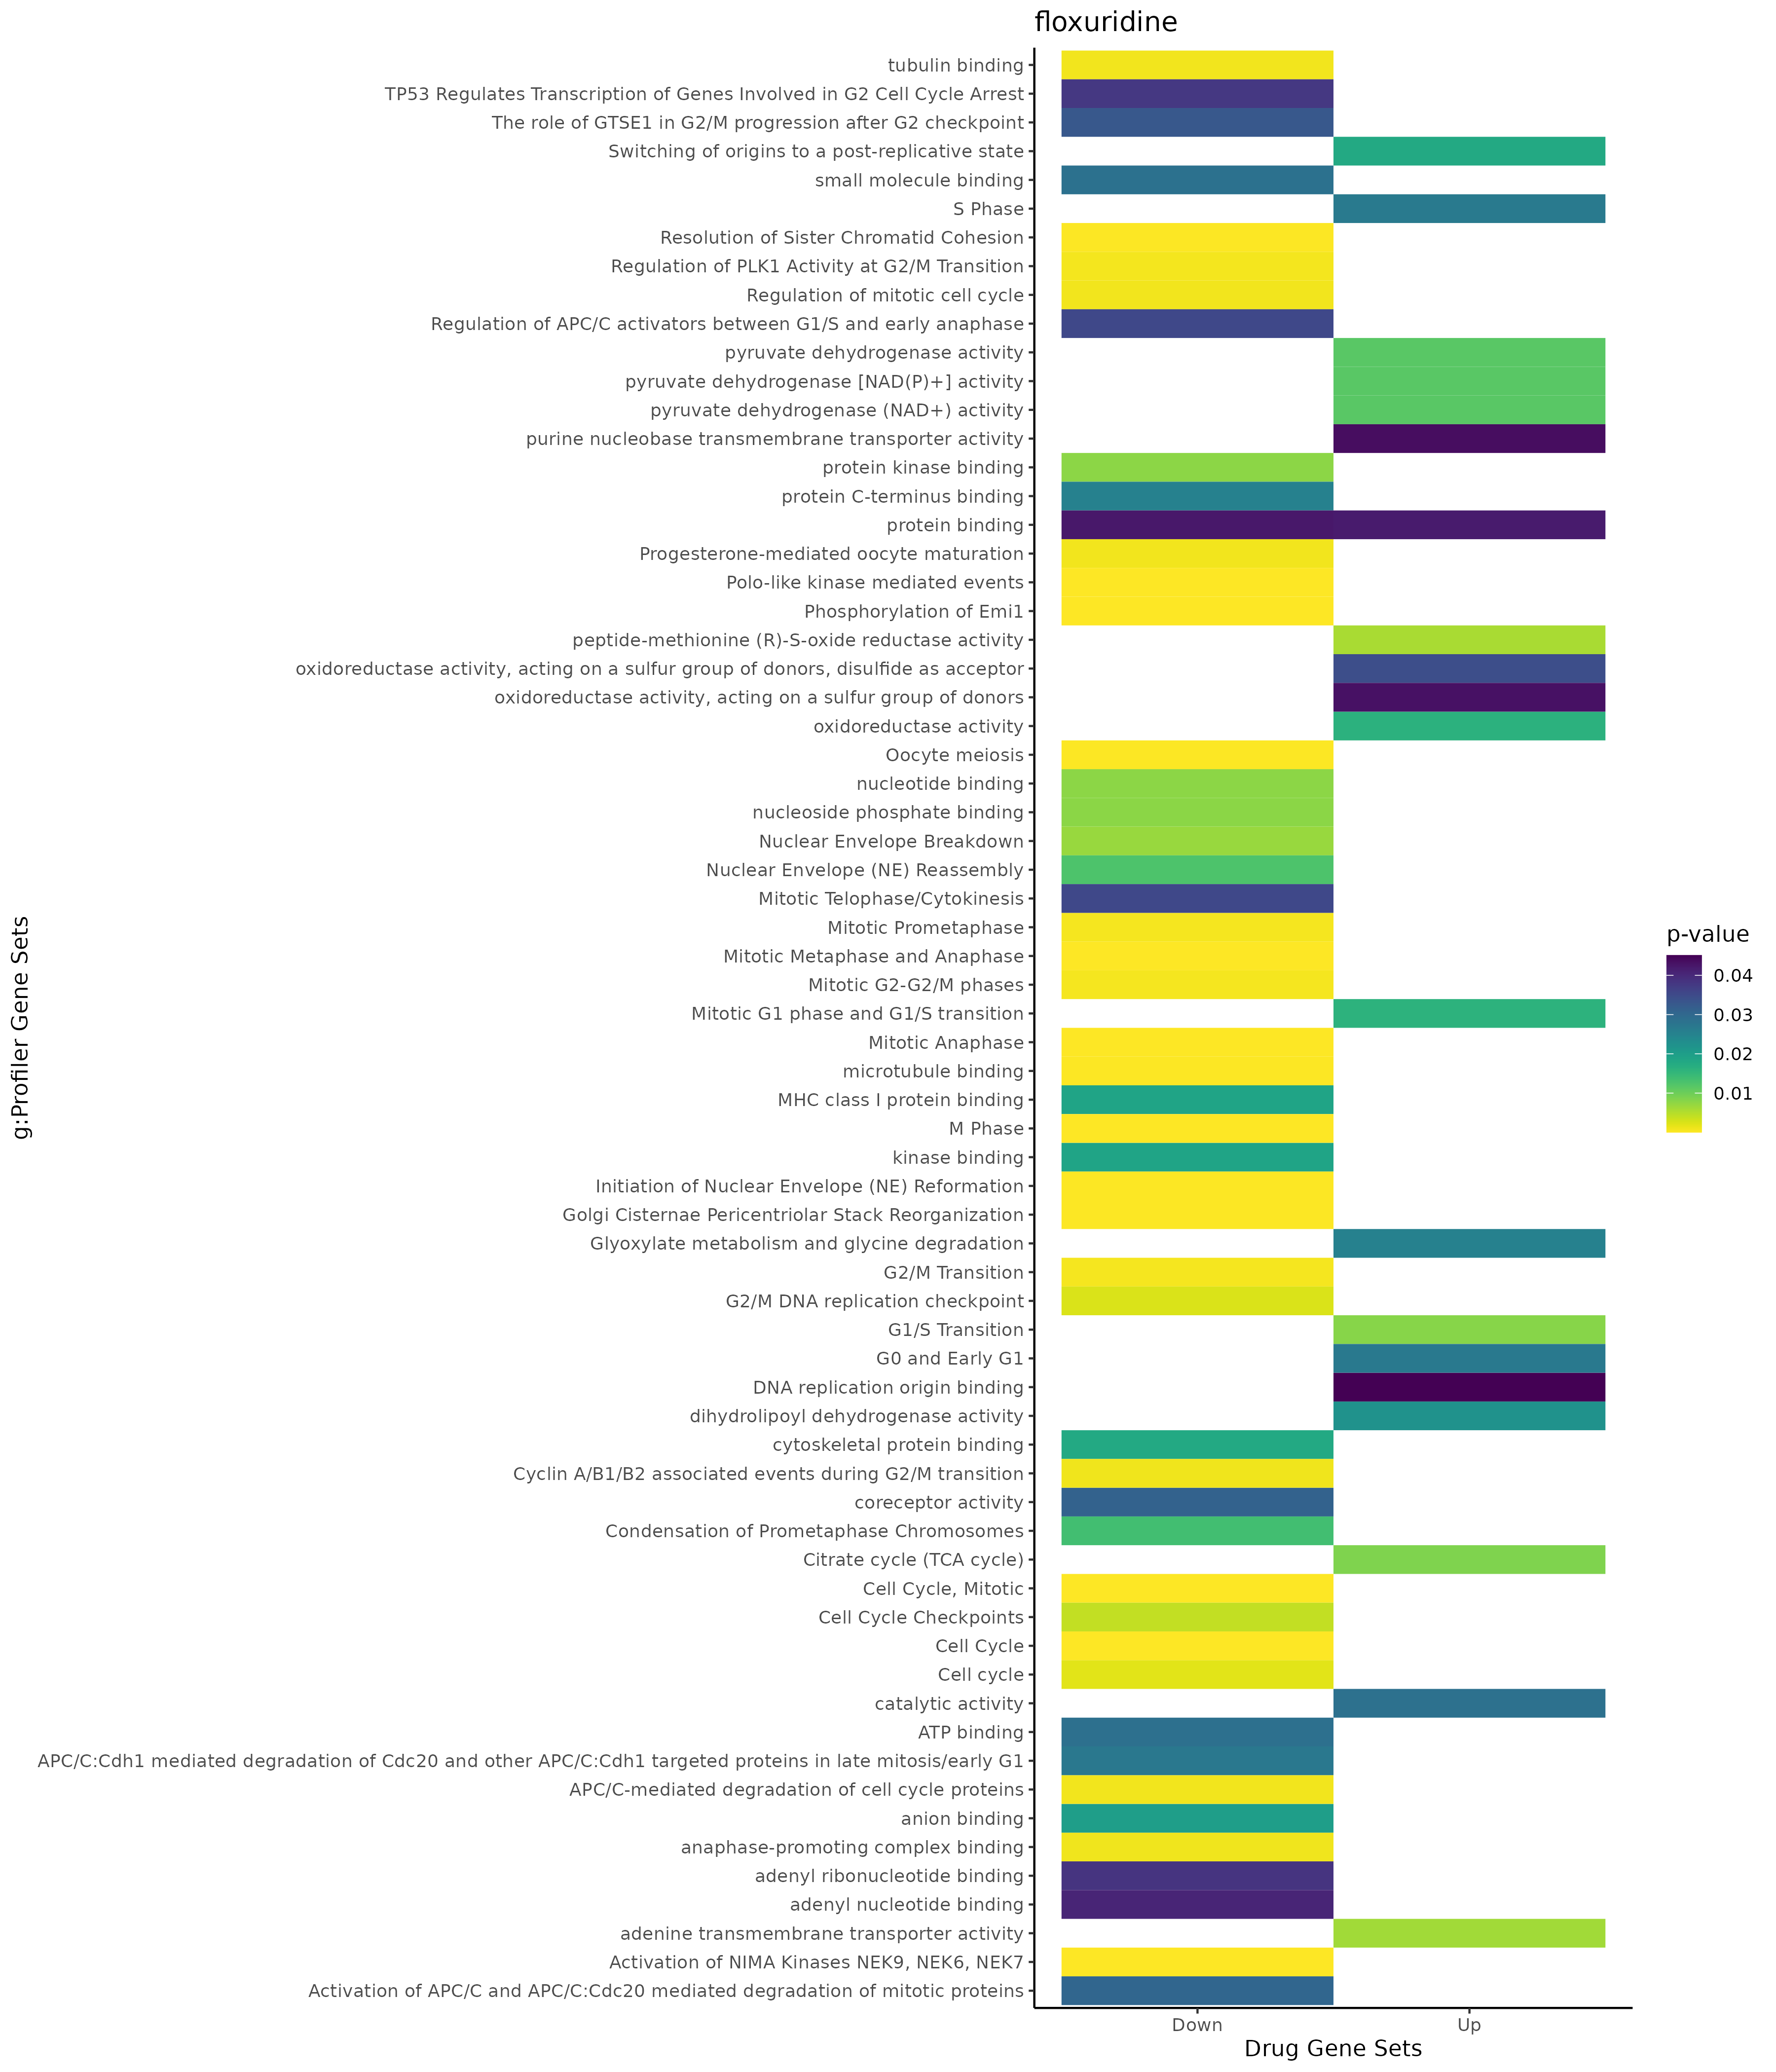 floxuridine
tubulin binding
TP53 Regulates Transcription of Genes Involved in G2 Cell Cycle Arrest
The role of GTSE1 in G2/M progression after G2 checkpoint
Switching of origins to a post-replicative state
small molecule binding
S Phase
Resolution of Sister Chromatid Cohesion
Regulation of PLK1 Activity at G2/M Transition
Regulation of mitotic cell cycle
Regulation of APC/C activators between G1/S and early anaphase
pyruvate dehydrogenase activity
pyruvate dehydrogenase [NAD(P)+] activity
pyruvate dehydrogenase (NAD+) activity
purine nucleobase transmembrane transporter activity
protein kinase binding
protein C-terminus binding
protein binding
Progesterone-mediated oocyte maturation
Polo-like kinase mediated events
Phosphorylation of Emi1
peptide-methionine (R)-S-oxide reductase activity
oxidoreductase activity, acting on a sulfur group of donors, disulfide as acceptor
oxidoreductase activity, acting on a sulfur group of donors
oxidoreductase activity
Oocyte meiosis
nucleotide binding
nucleoside phosphate binding
Nuclear Envelope Breakdown
Nuclear Envelope (NE) Reassembly
Mitotic Telophase/Cytokinesis
Mitotic Prometaphase
Mitotic Metaphase and Anaphase
Mitotic G2-G2/M phases
Mitotic G1 phase and G1/S transition
Mitotic Anaphase
microtubule binding
MHC class I protein binding
M Phase
kinase binding
Initiation of Nuclear Envelope (NE) Reformation
Golgi Cisternae Pericentriolar Stack Reorganization
Glyoxylate metabolism and glycine degradation
G2/M Transition
G2/M DNA replication checkpoint
G1/S Transition
G0 and Early G1
DNA replication origin binding
dihydrolipoyl dehydrogenase activity
cytoskeletal protein binding
Cyclin A/B1/B2 associated events during G2/M transition
coreceptor activity
Condensation of Prometaphase Chromosomes
Citrate cycle (TCA cycle)
Cell Cycle, Mitotic
Cell Cycle Checkpoints
Cell Cycle
Cell cycle
catalytic activity
ATP binding
APC/C:Cdh1 mediated degradation of Cdc20 and other APC/C:Cdh1 targeted proteins in late mitosis/early G1
APC/C-mediated degradation of cell cycle proteins
anion binding
anaphase-promoting complex binding
adenyl ribonucleotide binding
adenyl nucleotide binding
adenine transmembrane transporter activity
Activation of NIMA Kinases NEK9, NEK6, NEK7
Activation of APC/C and APC/C:Cdc20 mediated degradation of mitotic proteins
g:Profiler Gene Sets
Down
Up
Drug Gene Sets
p-value
0.04
0.03
0.02
0.01